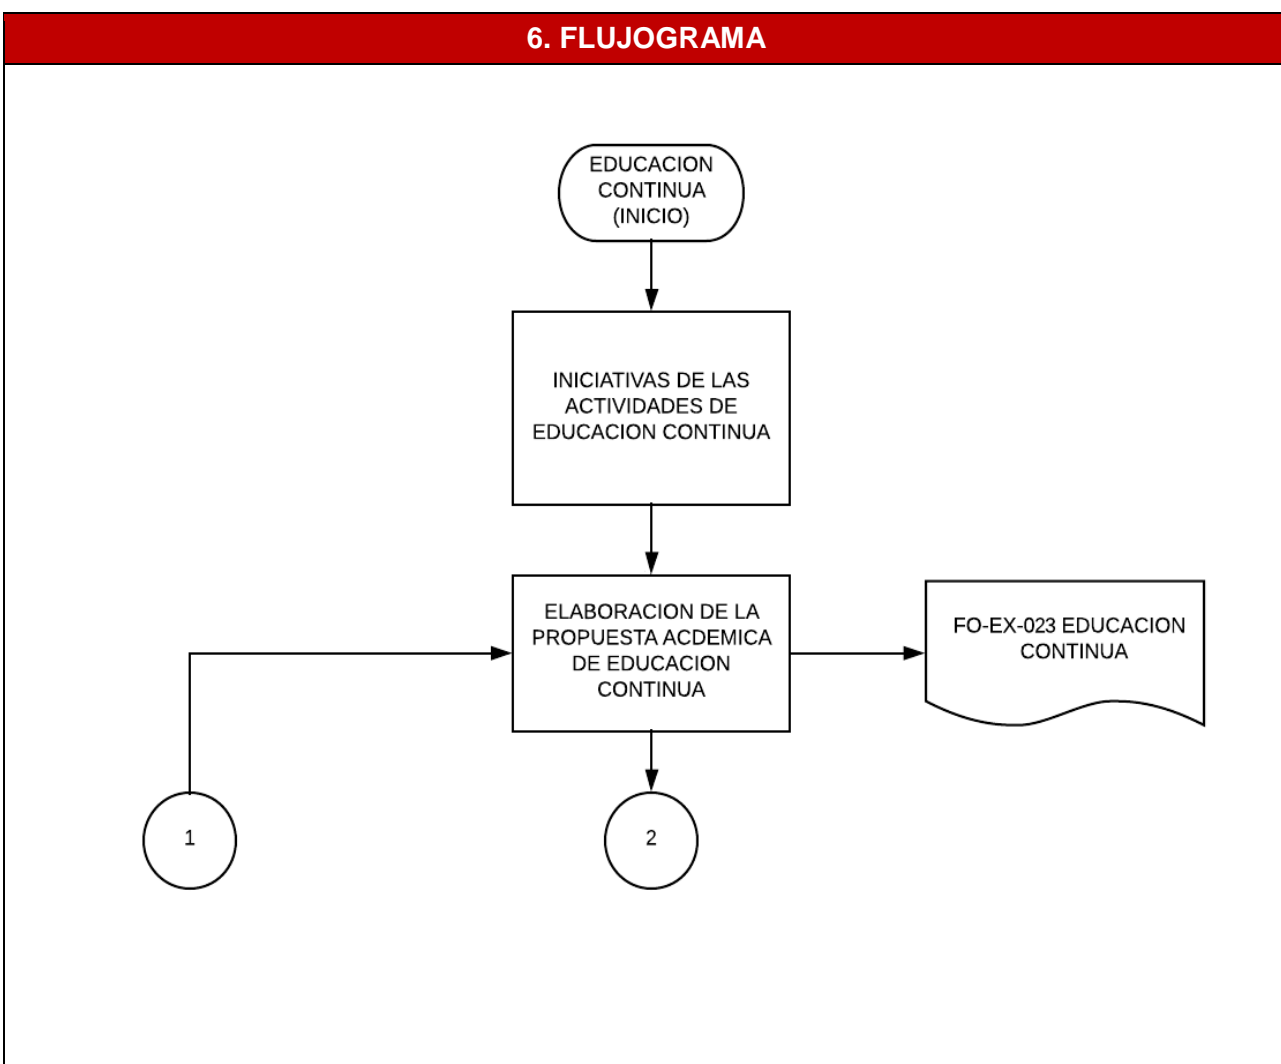 6. FLUJOGRAMA
EDUCACION
CONTINUA
(INICIO)
INICIATIVAS DE LAS
ACTIVIDADES DE
EDUCACION CONTINUA
ELABORACION DE LA
PROPUESTA ACDEMICA
DE EDUCACION
CONTINUA
FO-EX-023 EDUCACION
CONTINUA
1
2